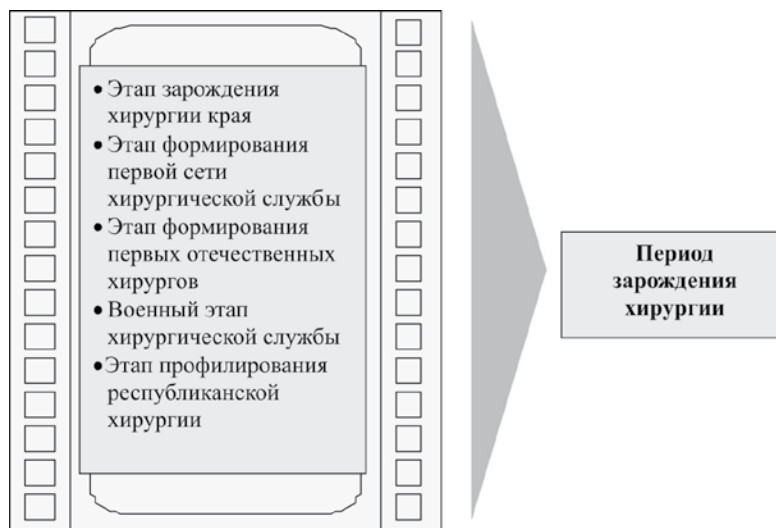 • Этап зарождения
хирургии края
• Этап формирования
первой сети
хирургической службы
• Этап формирования
первых отечественных
хирургов
• Военный этап
хирургической службы
• Этап профилирования
республиканской
хирургии
Период
зарождения
хирургии